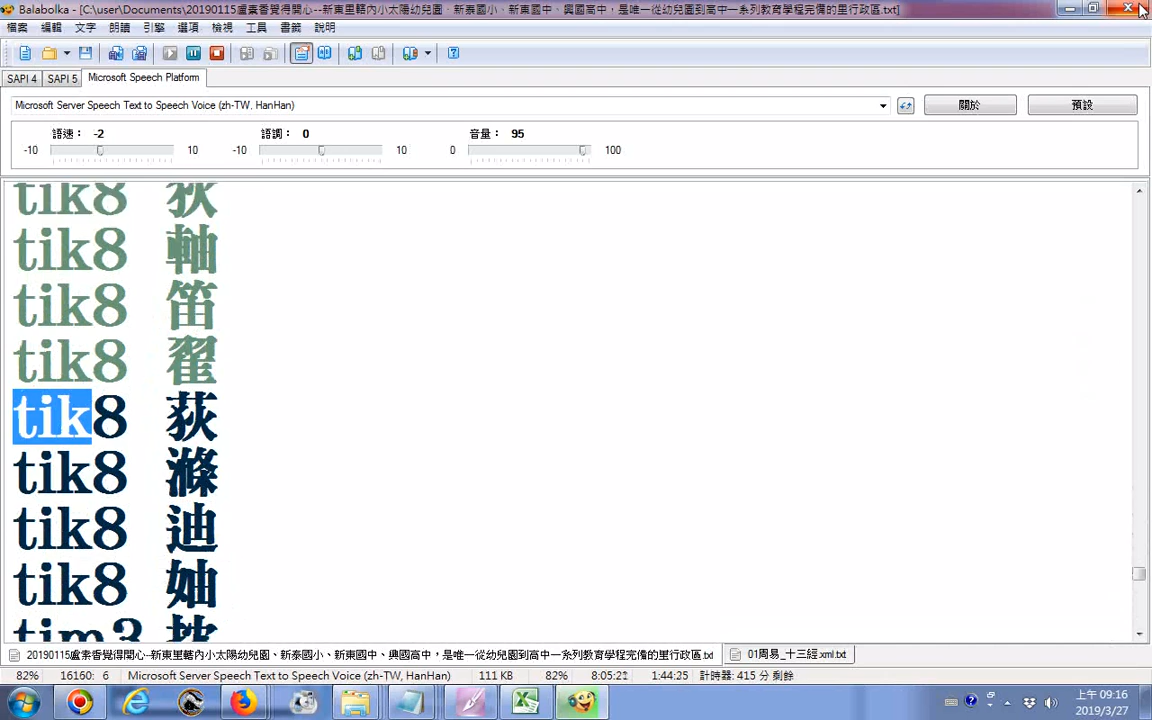 Balabolka - [C:\user\Documents\20190115盧素香覺得開心--新東里轄內小太陽幼兒園、新泰國小、新東國中、興國高中，是唯一從幼兒園到高中一系列教育學程完備的里行政區.txt]
檔案 編輯 文字 朗讀 引擎 選項 檢視 工具 書籤 說明
SAPI 4 SAPI 5 Microsoft Speech Platform
Microsoft Server Speech Text to Speech Voice (zh-TW, HanHan) 關於 預設
語速： -2 語調： 0 音量： 95
-10 10 -10 10 0 100
tik8 狄
tik8 軸
tik8 笛
tik8 翟
tik8 荻
tik8 滌
tik8 迪
tik8 妯
tim3 抌
20190115盧素香覺得開心--新東里轄內小太陽幼兒園、新泰國小、新東國中、興國高中，是唯一從幼兒園到高中一系列教育學程完備的里行政區.txt 01周易_十三經.xml.txt
82% 16160: 6 Microsoft Server Speech Text to Speech Voice (zh-TW, HanHan) 111 KB 82% 8:05:21 1:44:25 計時器: 415 分 剩餘
上午 09:16
2019/3/27